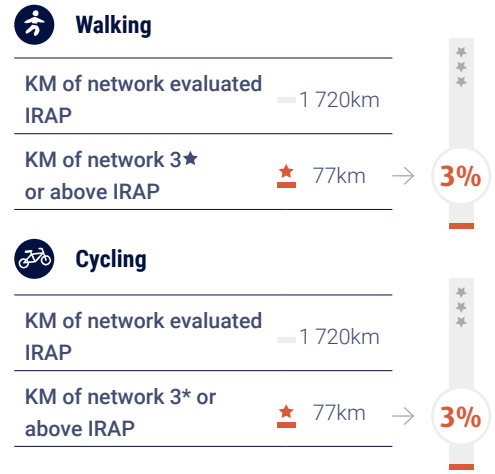 Walking
KM of network evaluated
IRAP
1 720km
KM of network 3★
or above IRAP
★ 77km → 3%
★
★
★
Cycling
KM of network evaluated
IRAP
1 720km
KM of network 3* or
above IRAP
★ 77km → 3%
★
★
★